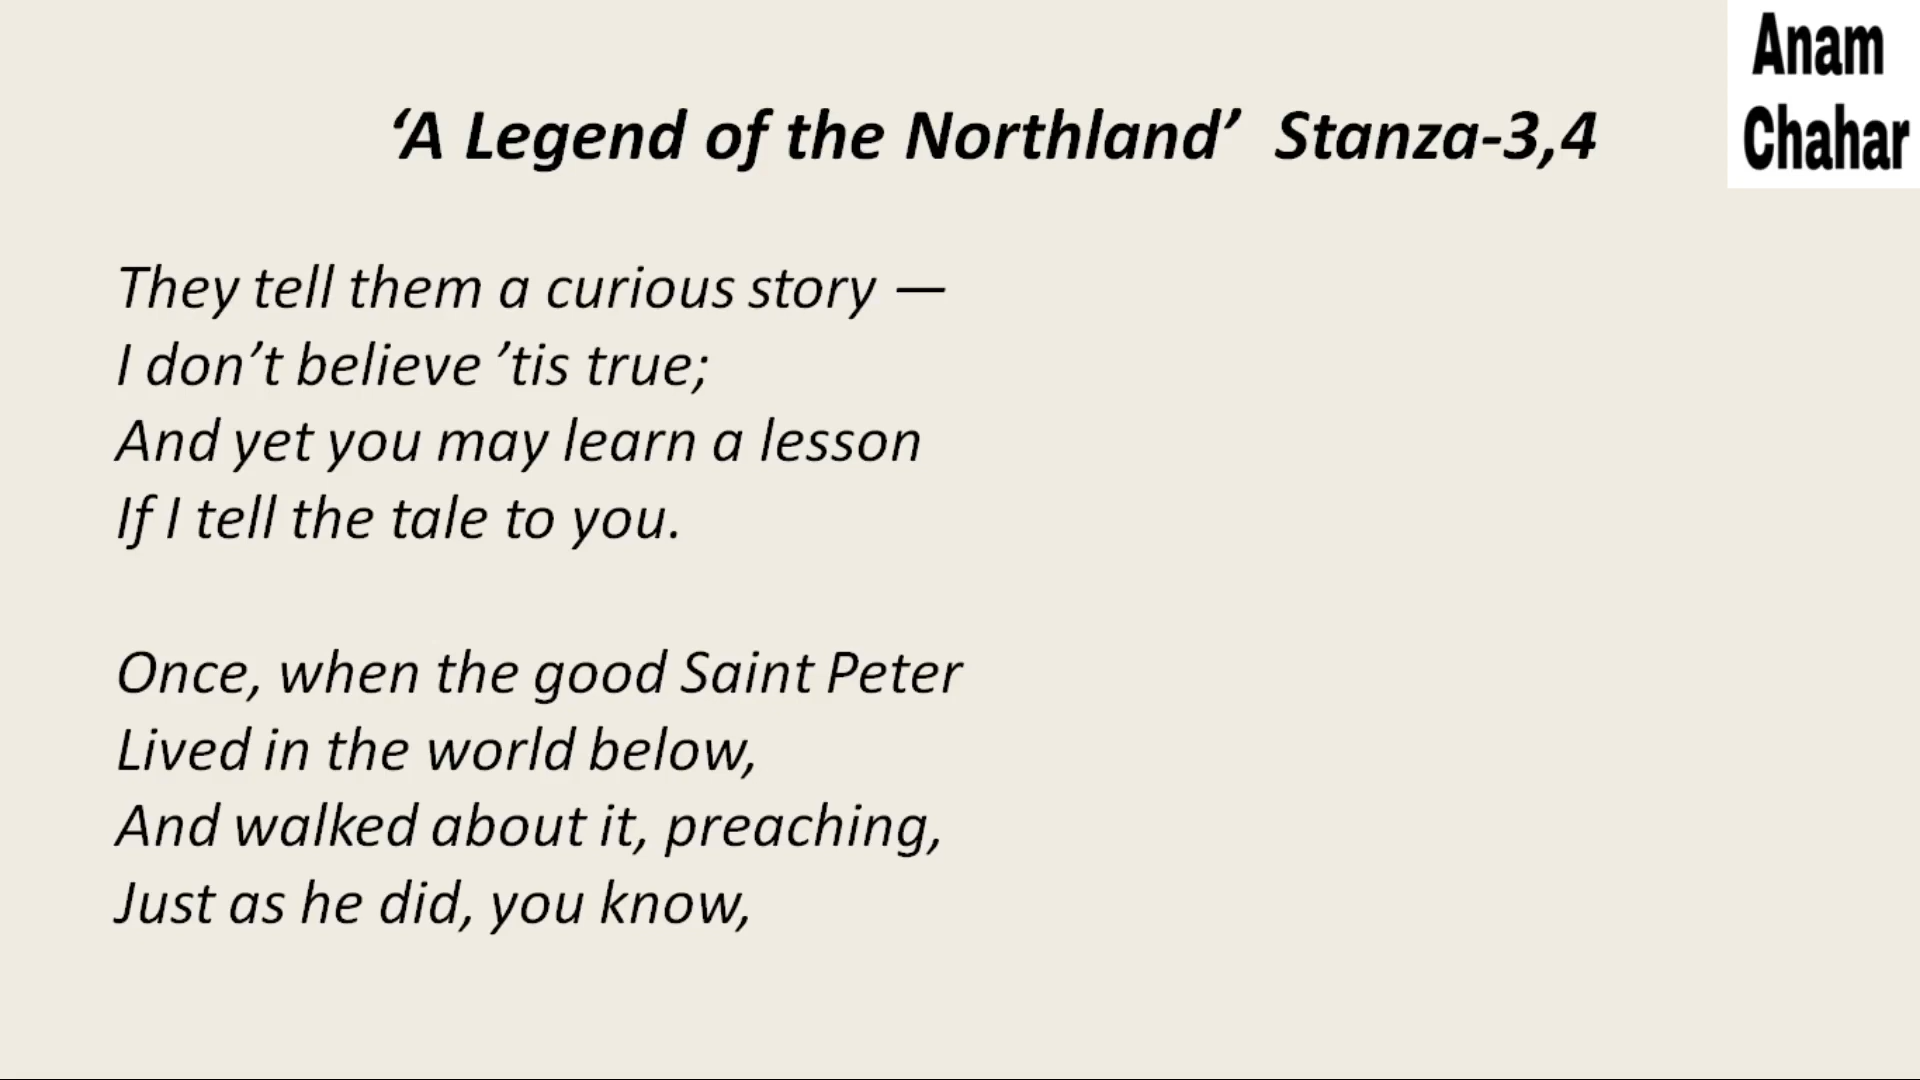 ‘A Legend of the Northland’ Stanza-3,4
Anam
Chahar
They tell them a curious story —
I don’t believe ’tis true;
And yet you may learn a lesson
If I tell the tale to you.
Once, when the good Saint Peter
Lived in the world below,
And walked about it, preaching,
Just as he did, you know,